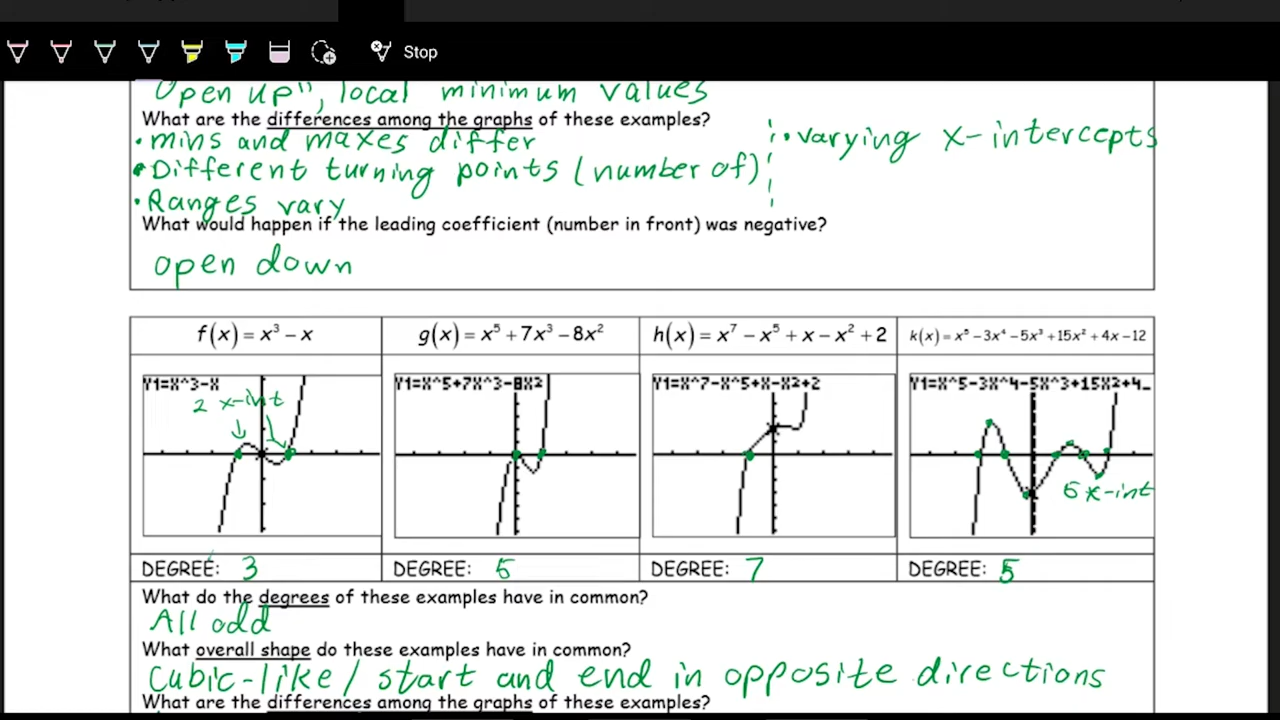 Stop
"Open up", local minimum values
What are the differences among the graphs of these examples?
• mins and maxes differ
• varying x-intercepts
• Different turning points (number of)
• Ranges vary
What would happen if the leading coefficient (number in front) was negative?
open down
f(x) = x³ − x
g(x) = x⁵ + 7x³ − 8x²
h(x) = x⁷ − x⁵ + x − x² + 2
k(x) = x⁵ − 3x⁴ − 5x³ + 15x² + 4x − 12
Y1=X^3-X
Y1=X^5+7X^3-8X2
Y1=X^7-X^5+X-X2+2
Y1=X^5-3X^4-5X^3+15X2+4…
2 x-int
5 x-int
DEGREE: 3
DEGREE: 5
DEGREE: 7
DEGREE: 5
What do the degrees of these examples have in common?
All odd
What overall shape do these examples have in common?
Cubic-like / start and end in opposite directions
What are the differences among the graphs of these examples?